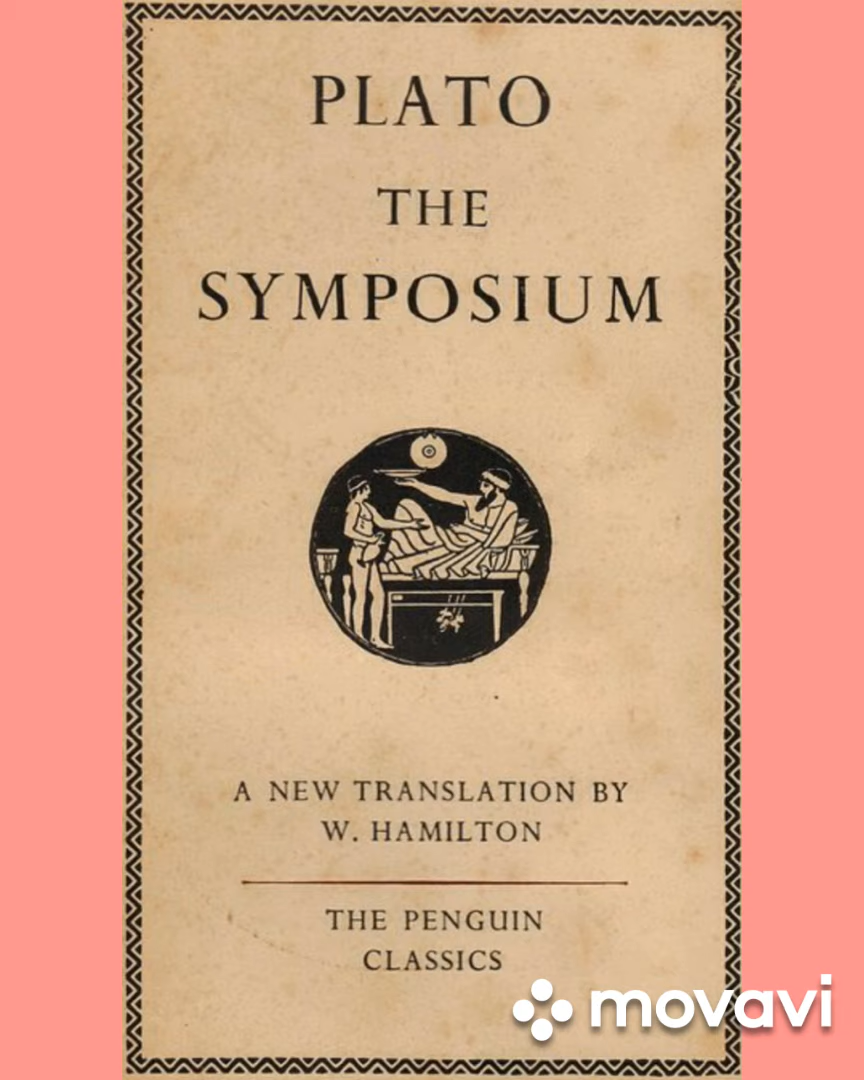 PLATO
THE
SYMPOSIUM
A NEW TRANSLATION BY
W. HAMILTON
THE PENGUIN
CLASSICS
movavi